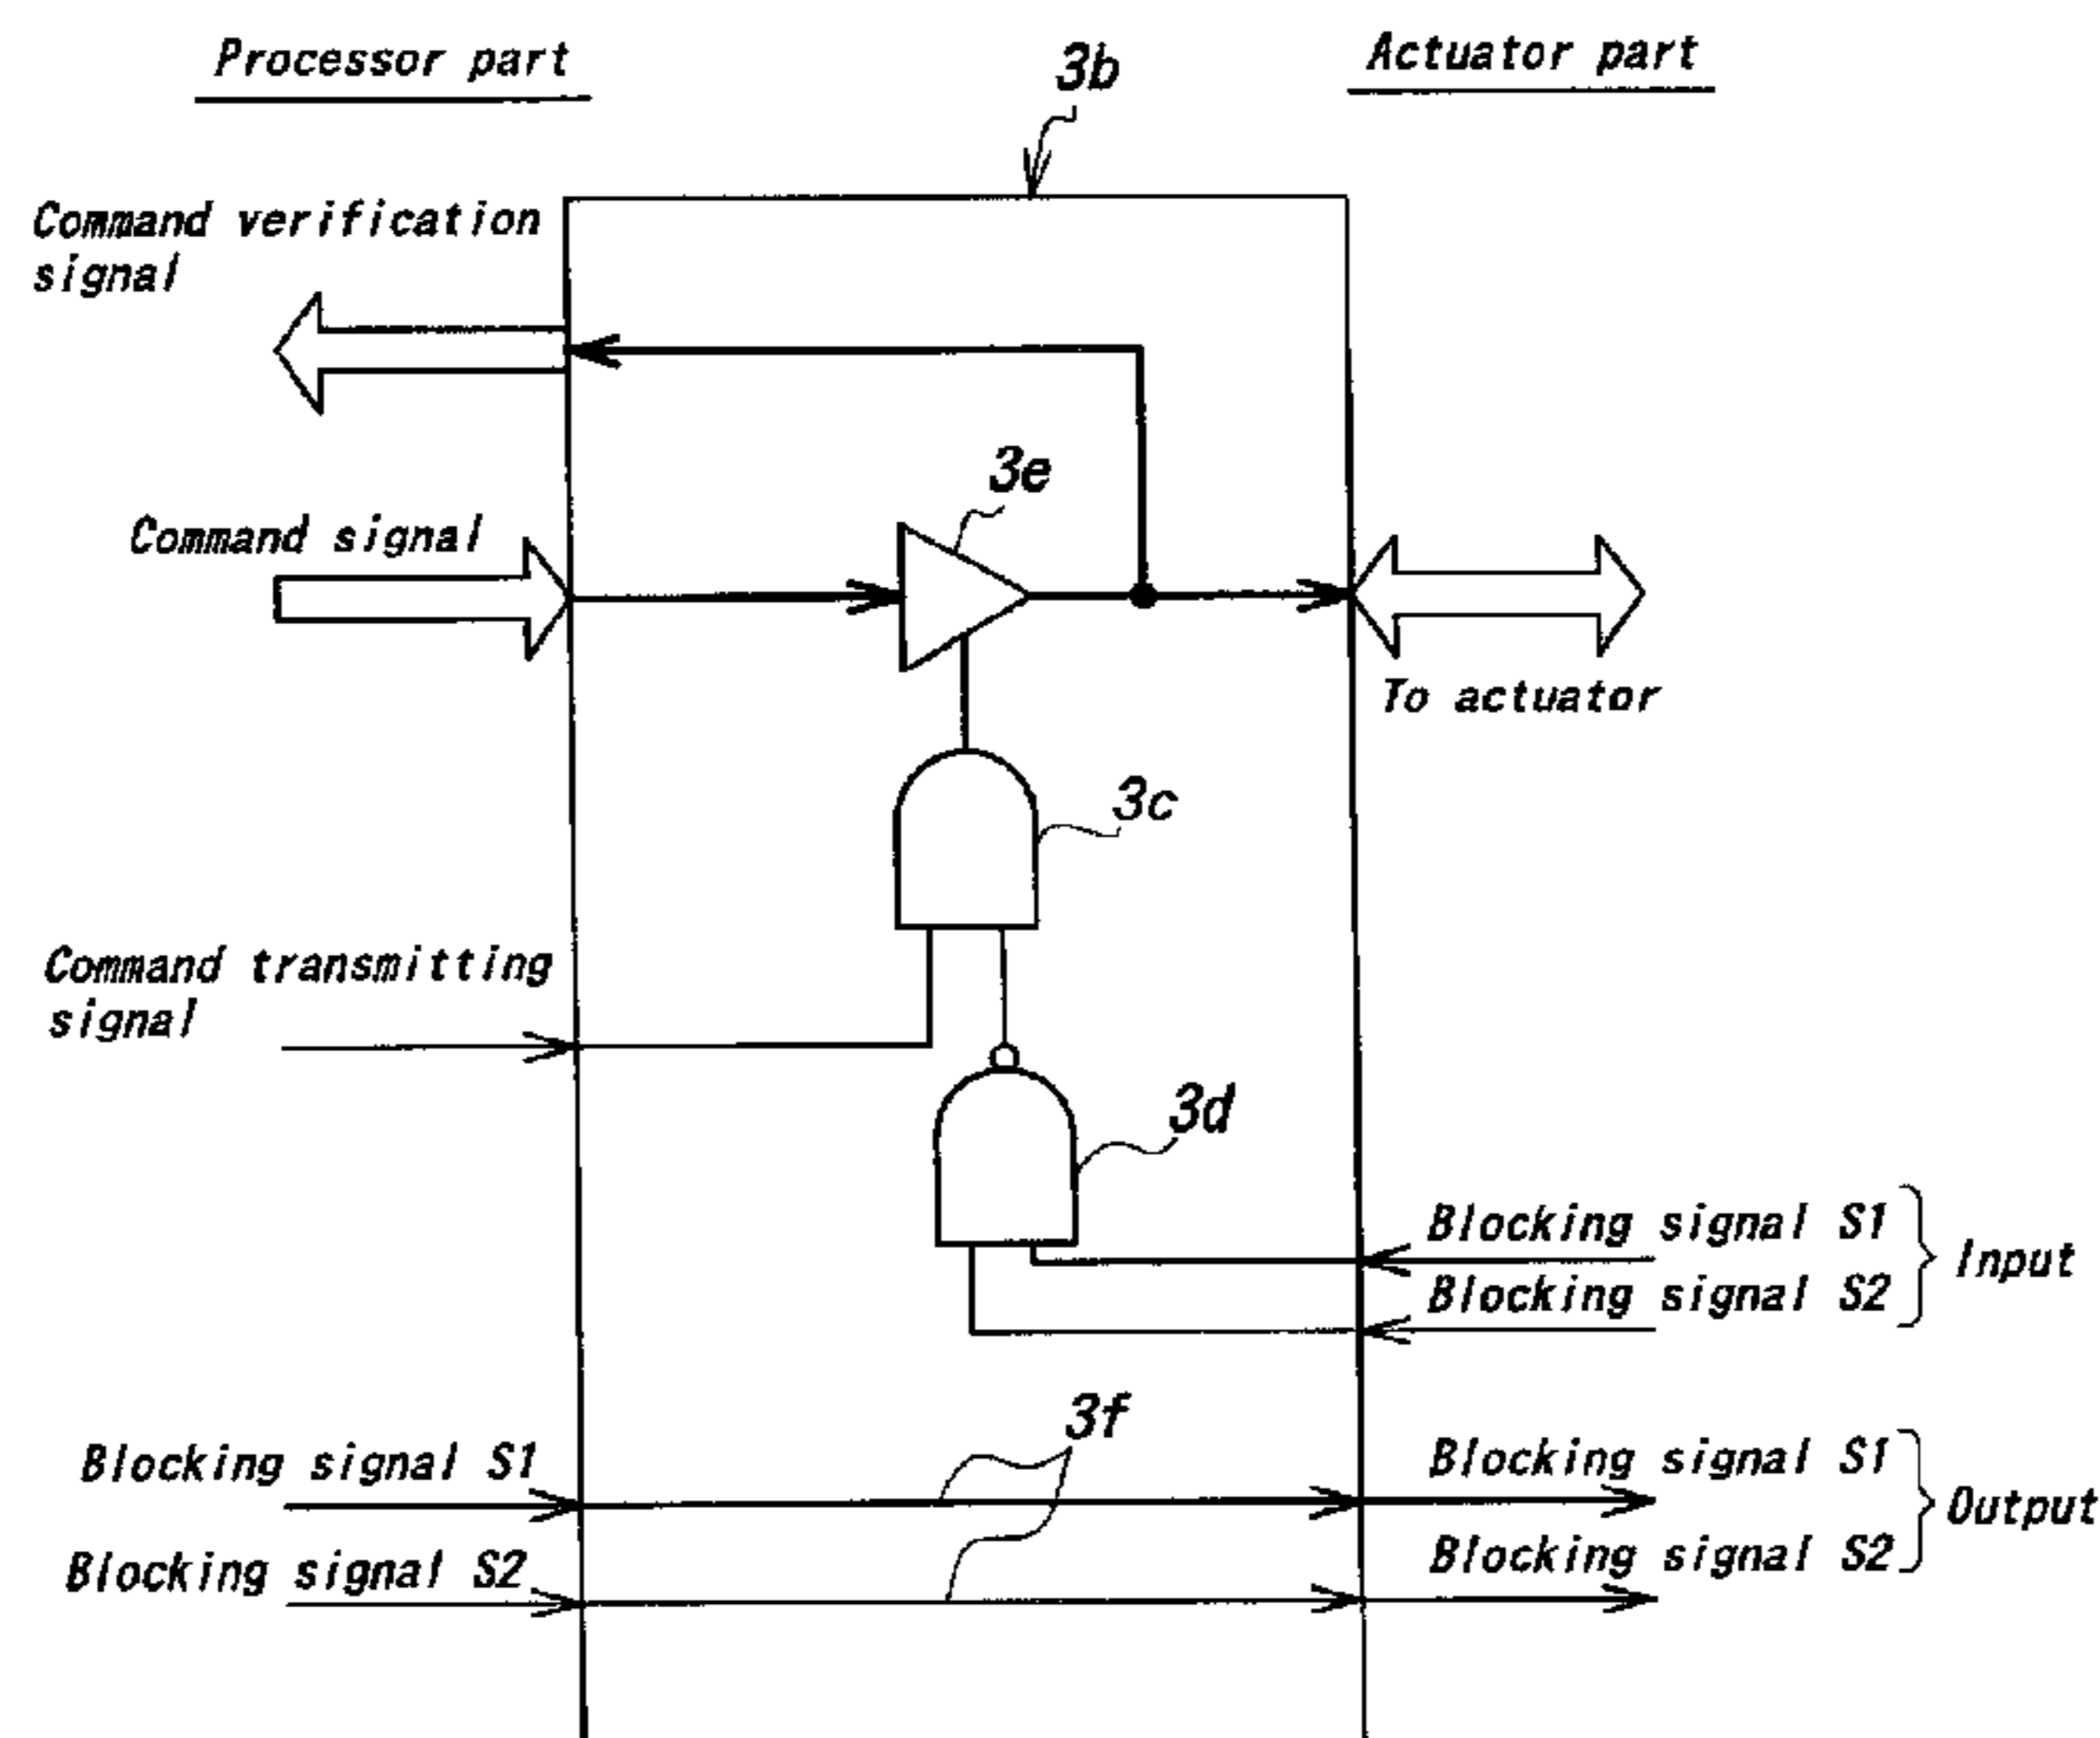 Processor part
3b
Actuator part
Command verification
signal
3e
Command signal
To actuator
3c
Command transmitting
signal
3d
Blocking signal S1
Blocking signal S2
Input
3f
Blocking signal S1
Blocking signal S2
Blocking signal S1
Blocking signal S2
Output